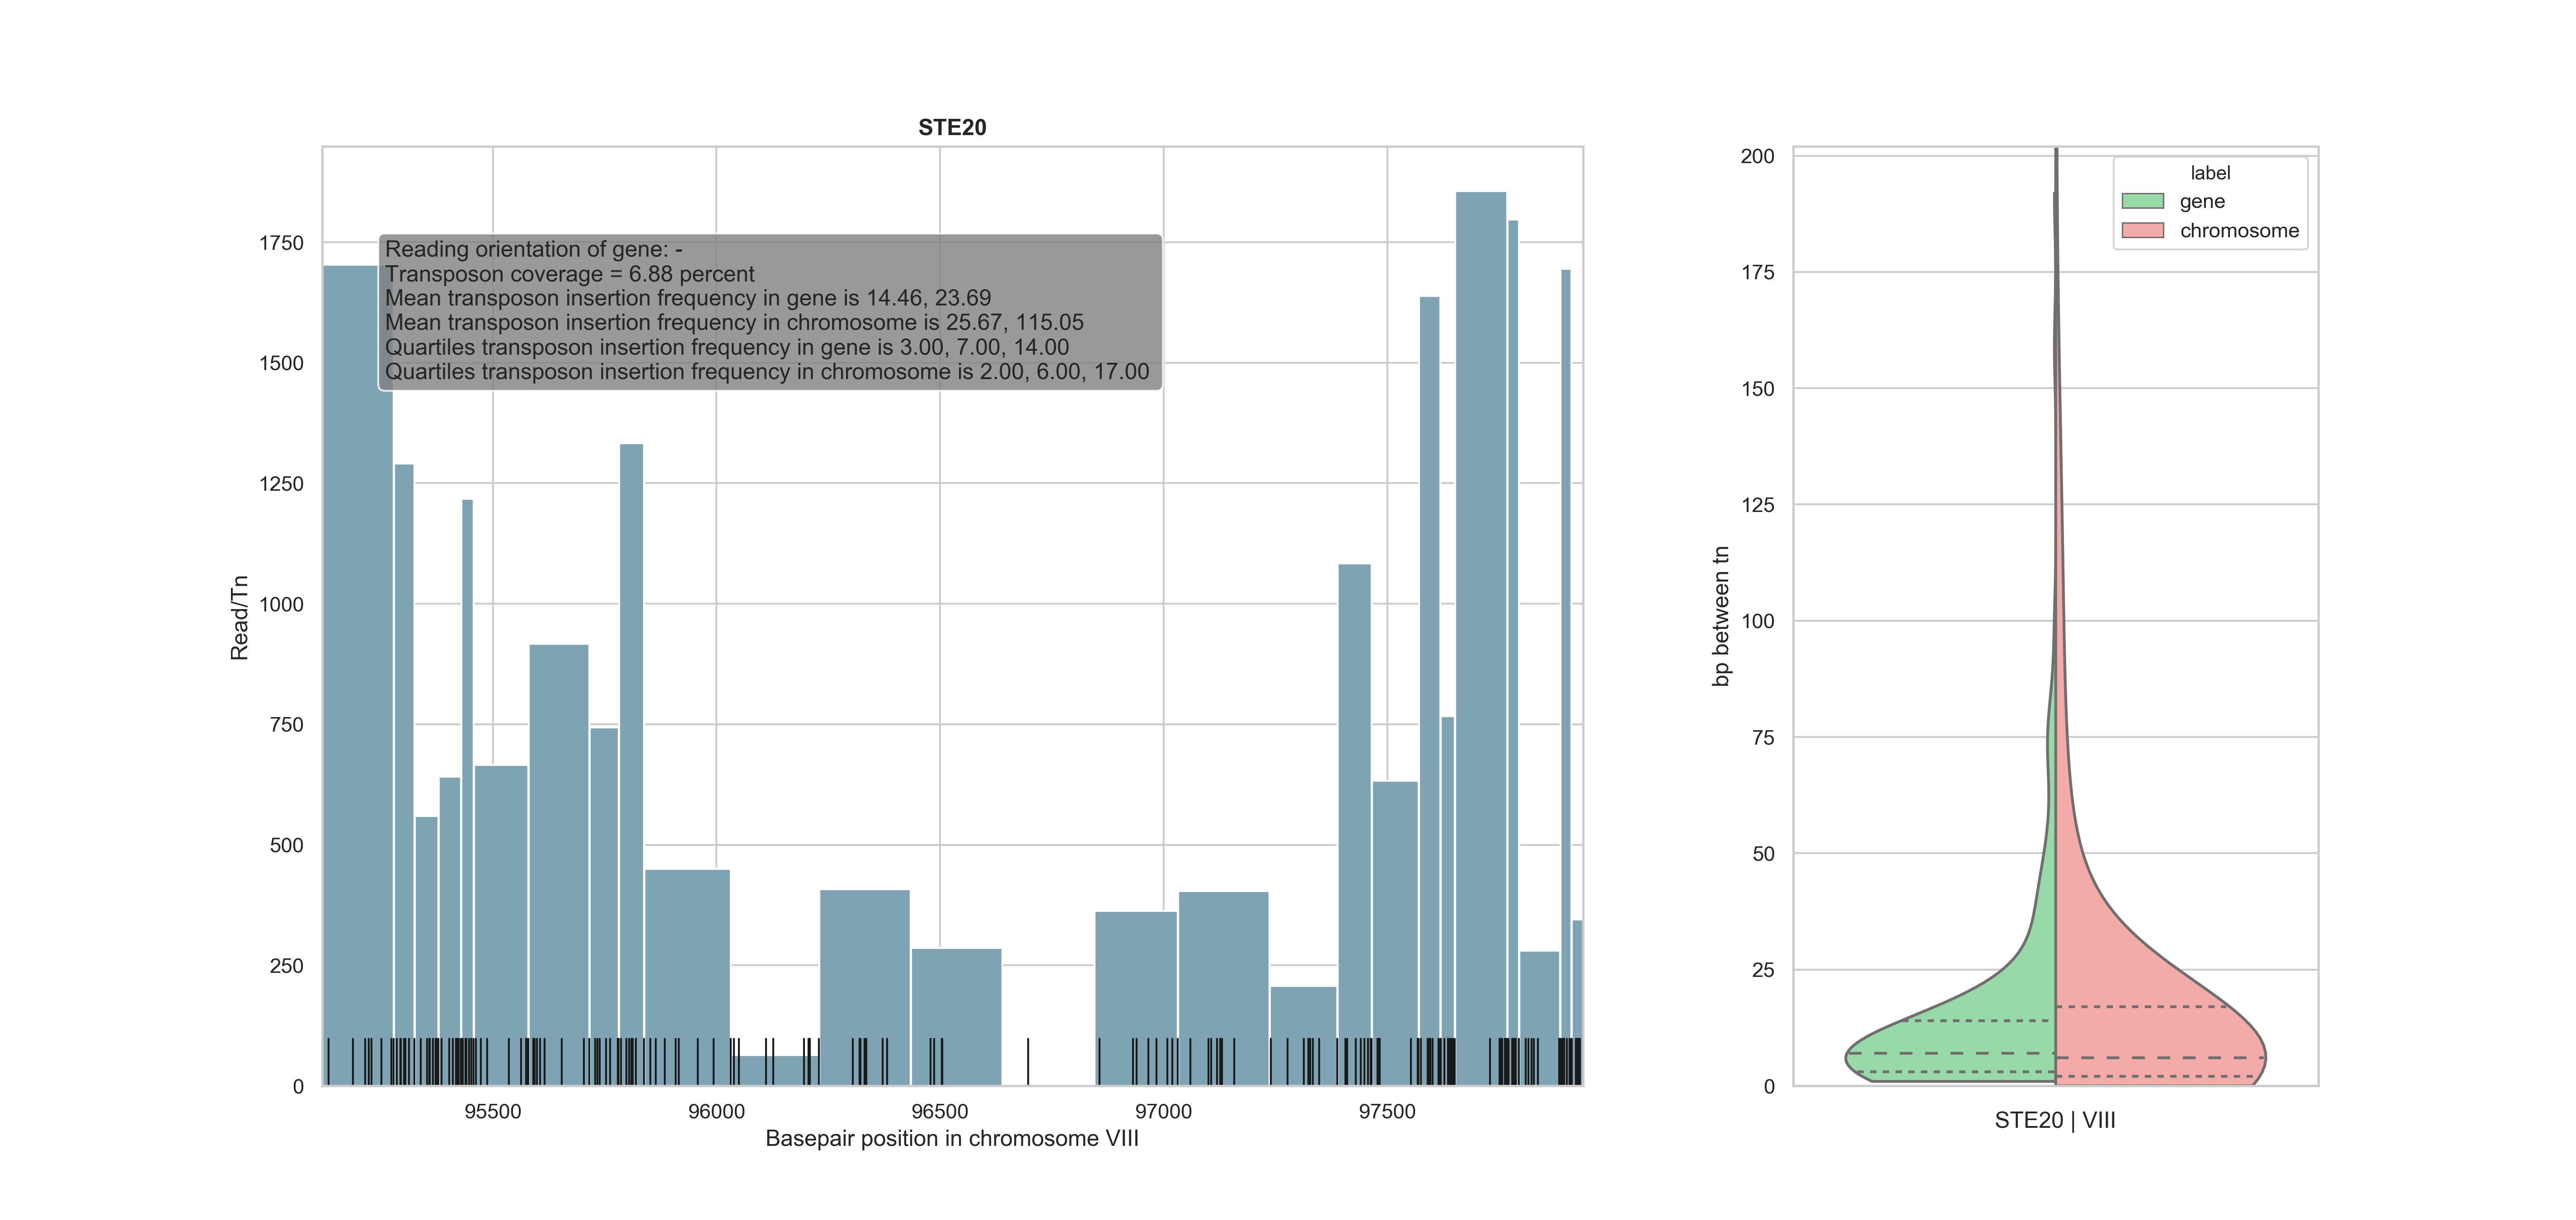 STE20
Read/Tn
1750
1500
1250
1000
750
500
250
0
Reading orientation of gene: -
Transposon coverage = 6.88 percent
Mean transposon insertion frequency in gene is 14.46, 23.69
Mean transposon insertion frequency in chromosome is 25.67, 115.05
Quartiles transposon insertion frequency in gene is 3.00, 7.00, 14.00
Quartiles transposon insertion frequency in chromosome is 2.00, 6.00, 17.00
95500 96000 96500 97000 97500
Basepair position in chromosome VIII
bp between tn
200
175
150
125
100
75
50
25
0
label
gene
chromosome
STE20 | VIII